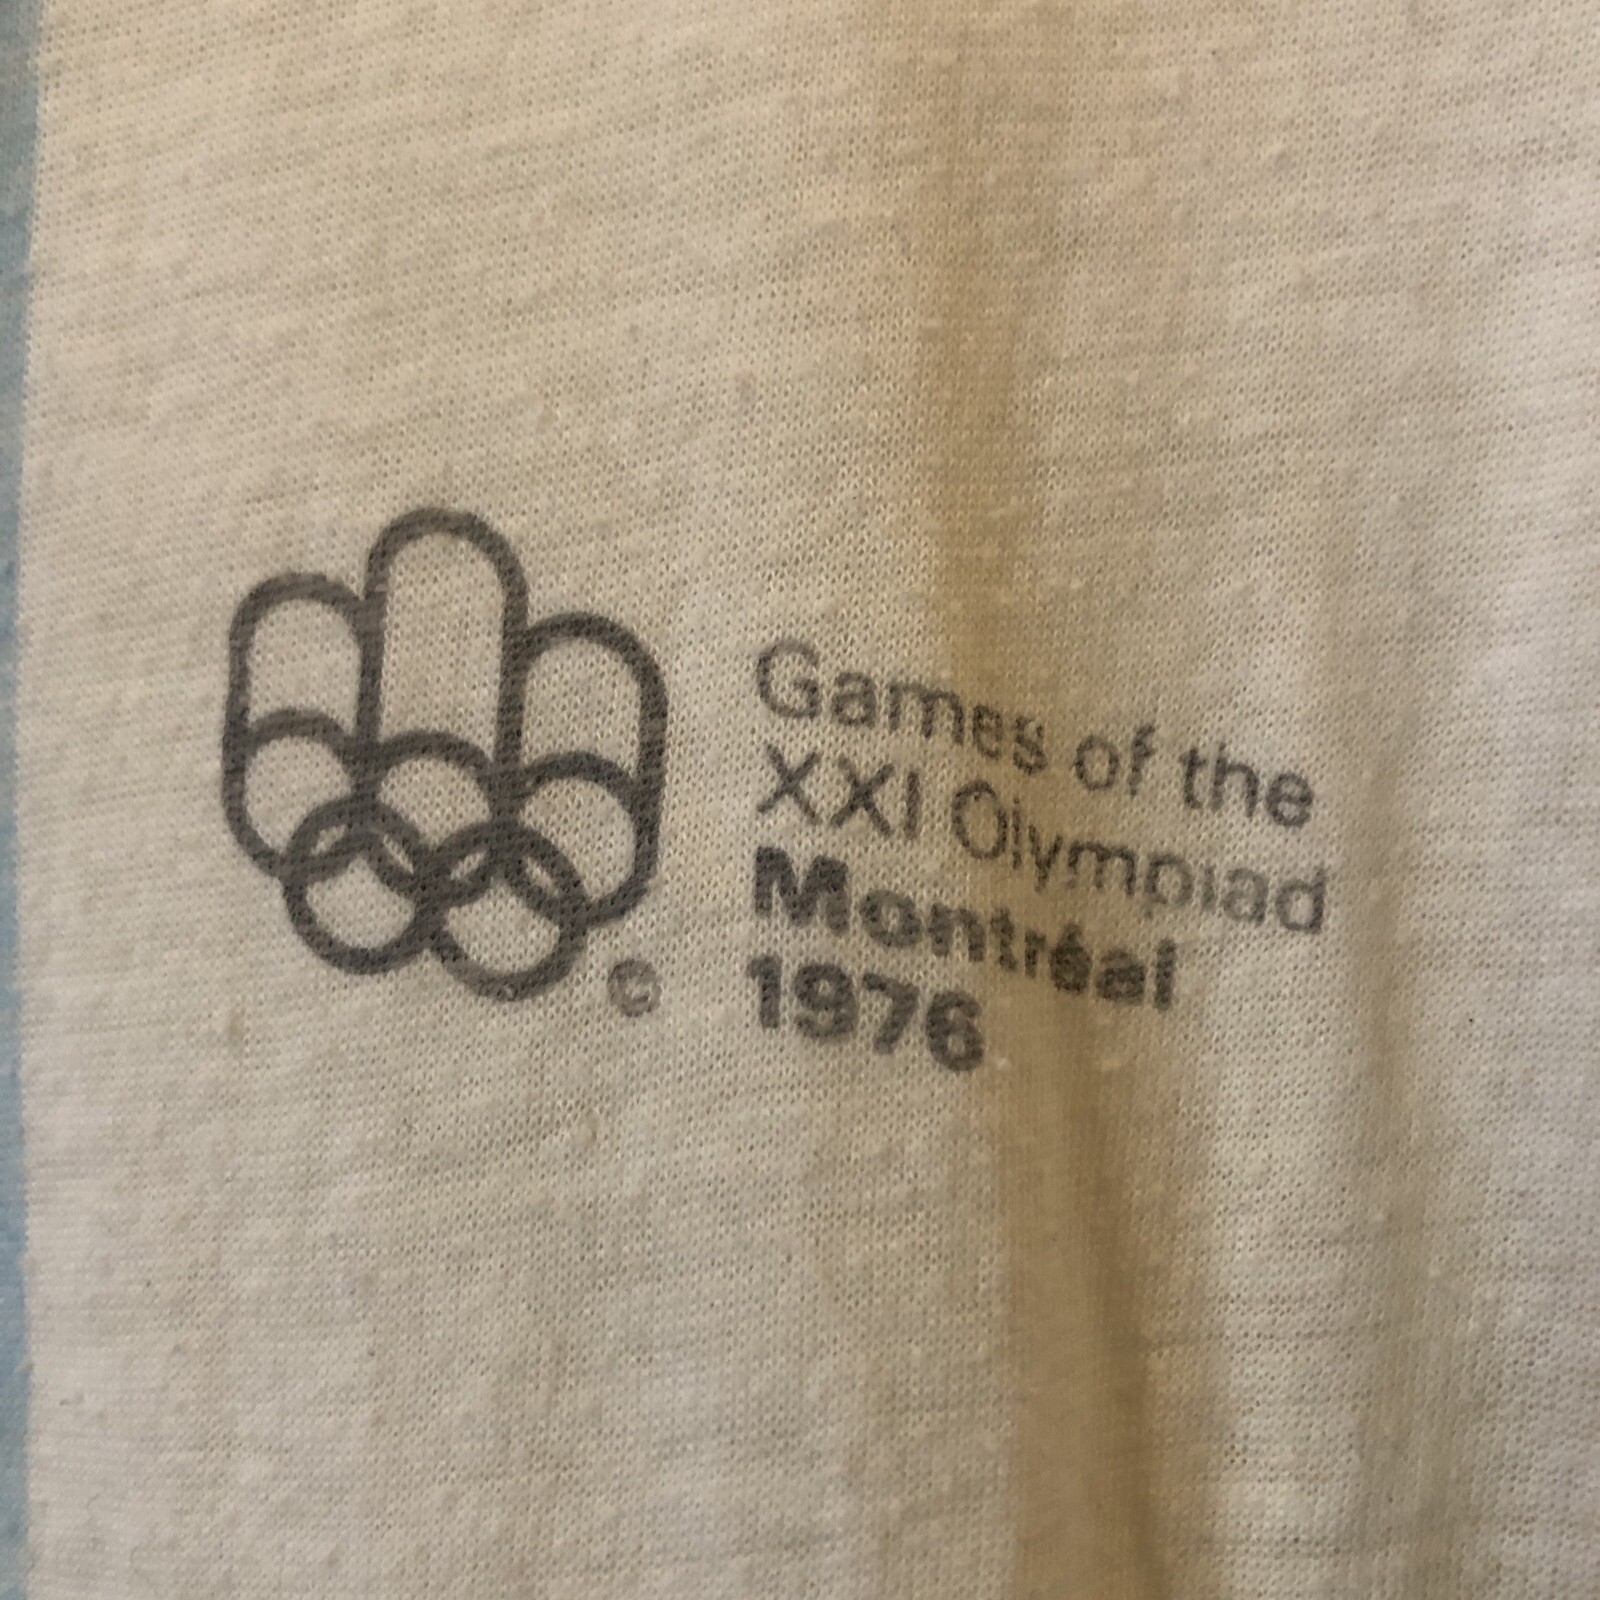 ©
Games of the
XXI Olympiad
Montréal
1976